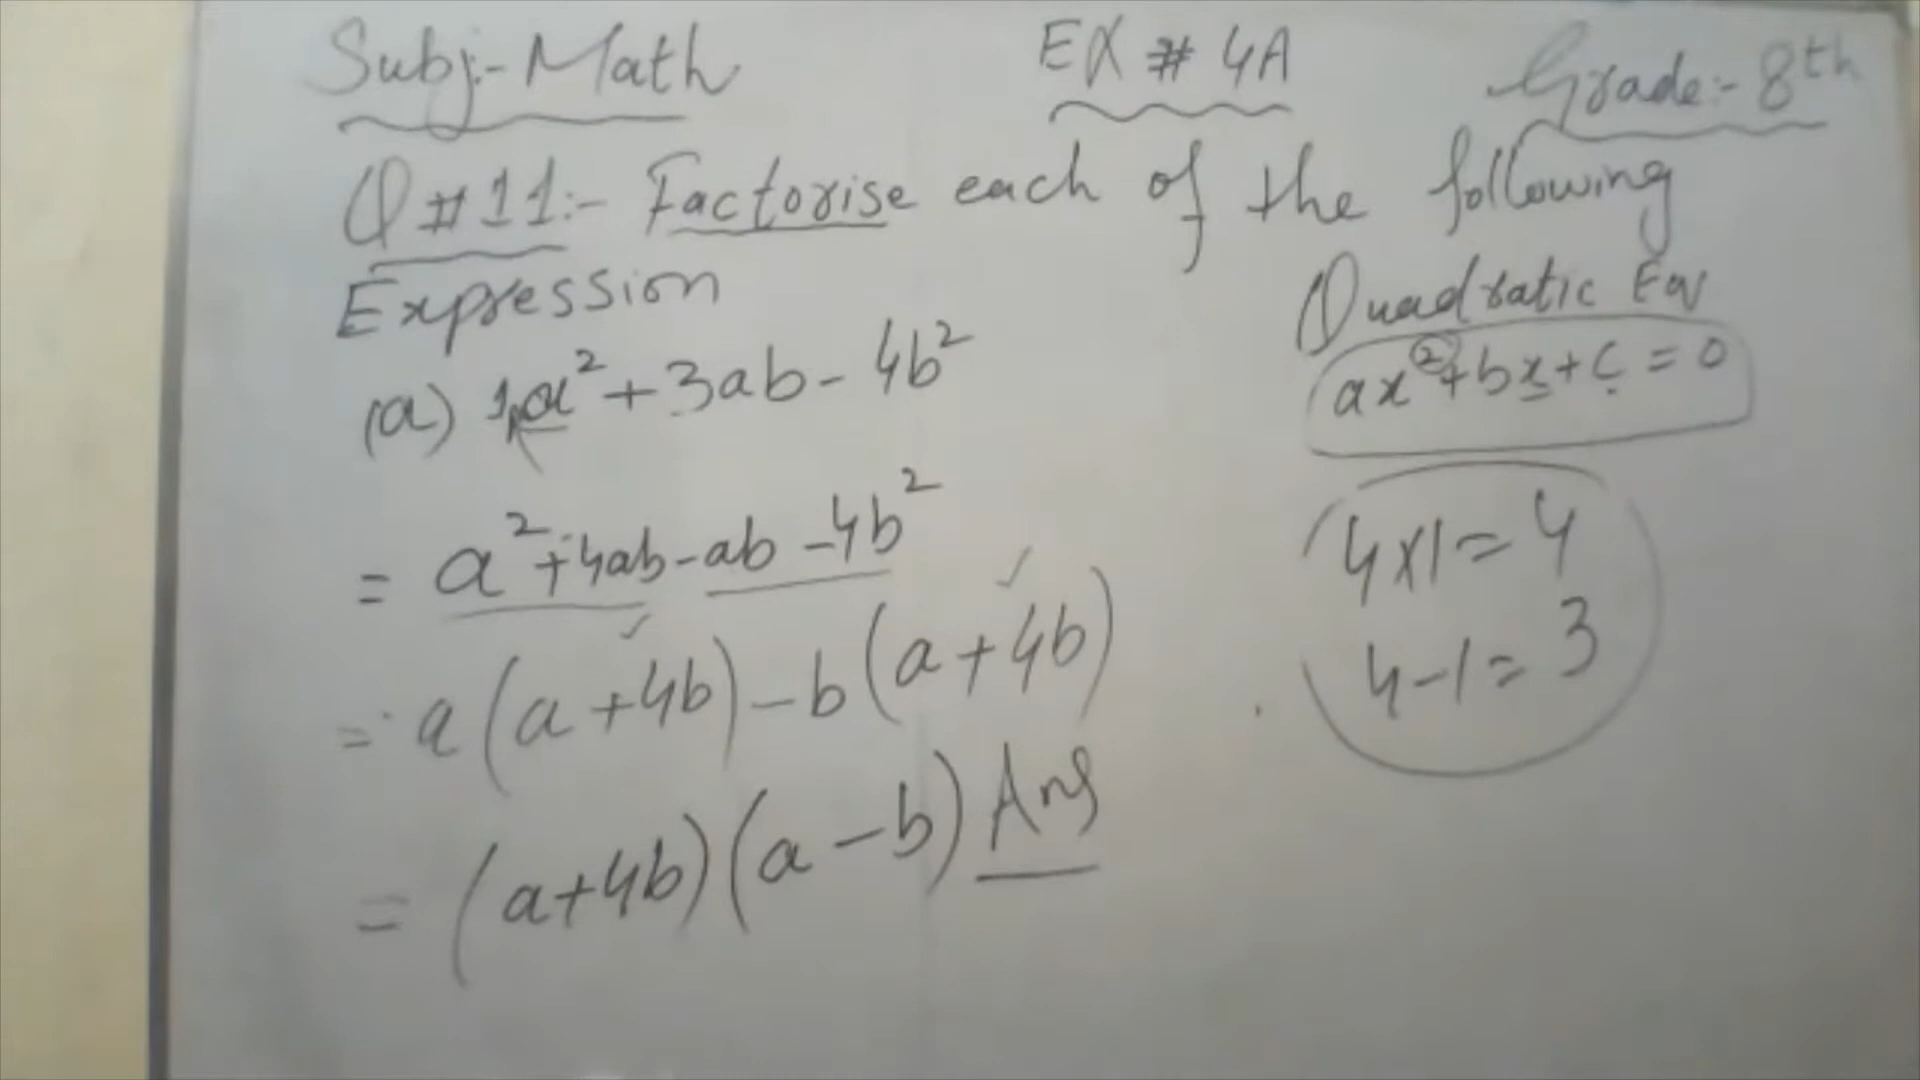 Subj:- Math EX # 4A Grade:- 8th
Q # 11:- Factorise each of the following
Expression
(a) 1a² + 3ab - 4b²
= a² + 4ab - ab - 4b²
= a(a + 4b) - b(a + 4b)
= (a + 4b)(a - b) Ans
Quadratic Eq
ax² + bx + c = 0
4 x 1 = 4
4 - 1 = 3